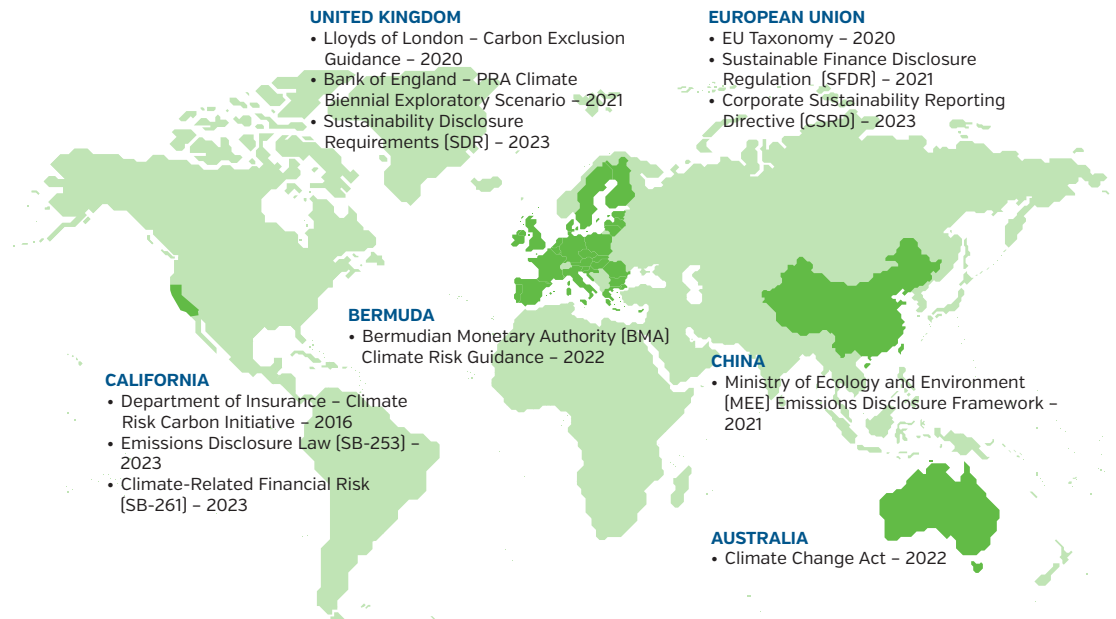 UNITED KINGDOM
• Lloyds of London – Carbon Exclusion
Guidance – 2020
• Bank of England – PRA Climate
Biennial Exploratory Scenario – 2021
• Sustainability Disclosure
Requirements (SDR) – 2023
EUROPEAN UNION
• EU Taxonomy – 2020
• Sustainable Finance Disclosure
Regulation (SFDR) – 2021
• Corporate Sustainability Reporting
Directive (CSRD) – 2023
BERMUDA
• Bermudian Monetary Authority (BMA)
Climate Risk Guidance – 2022
CHINA
• Ministry of Ecology and Environment
(MEE) Emissions Disclosure Framework –
2021
CALIFORNIA
• Department of Insurance – Climate
Risk Carbon Initiative – 2016
• Emissions Disclosure Law (SB-253) –
2023
• Climate-Related Financial Risk
(SB-261) – 2023
AUSTRALIA
• Climate Change Act – 2022